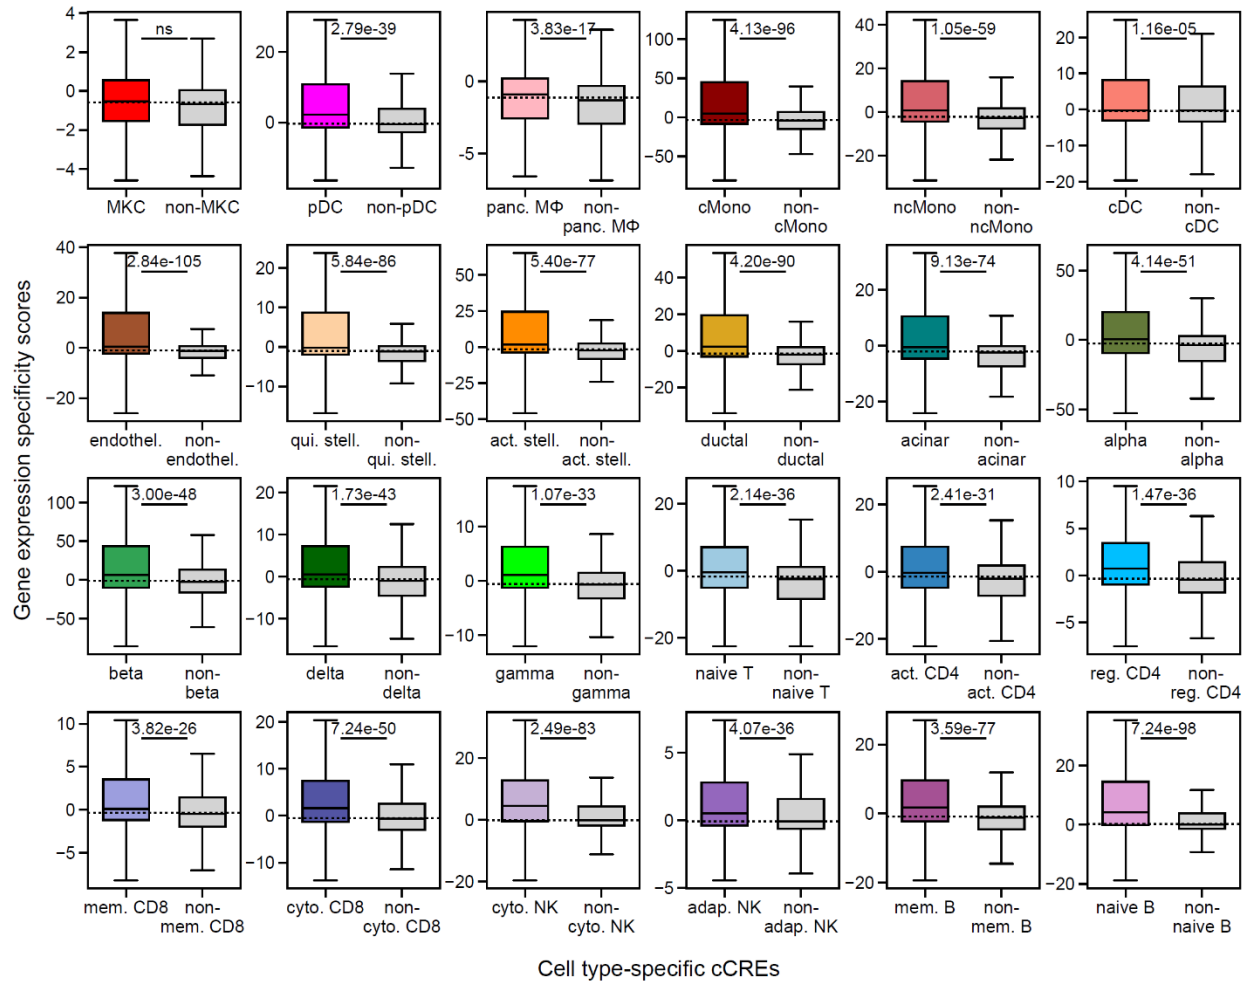 Gene expression specificity scores
4
2
0
−2
−4
ns
MKC non-MKC
20
0
2.79e-39
pDC non-pDC
0
−5
3.83e-17
panc. MΦ non-
panc. MΦ
100
50
0
−50
4.13e-96
cMono non-
cMono
40
20
0
−20
1.05e-59
ncMono non-
ncMono
20
10
0
−10
−20
1.16e-05
cDC non-
cDC
40
20
0
−20
2.84e-105
endothel. non-
endothel.
20
10
0
−10
5.84e-86
qui. stell. non-
qui. stell.
50
25
0
−25
−50
5.40e-77
act. stell. non-
act. stell.
40
20
0
−20
4.20e-90
ductal non-
ductal
20
0
−20
9.13e-74
acinar non-
acinar
50
0
−50
4.14e-51
alpha non-
alpha
100
50
0
−50
3.00e-48
beta non-
beta
20
10
0
−10
1.73e-43
delta non-
delta
10
0
−10
1.07e-33
gamma non-
gamma
20
0
−20
2.14e-36
naive T non-
naive T
20
0
−20
2.41e-31
act. CD4 non-
act. CD4
10
5
0
−5
1.47e-36
reg. CD4 non-
reg. CD4
10
5
0
−5
3.82e-26
mem. CD8 non-
mem. CD8
20
10
0
−10
7.24e-50
cyto. CD8 non-
cyto. CD8
20
0
−20
2.49e-83
cyto. NK non-
cyto. NK
5
0
−5
4.07e-36
adap. NK non-
adap. NK
20
0
−20
3.59e-77
mem. B non-
mem. B
20
0
−20
7.24e-98
naive B non-
naive B
Cell type-specific cCREs